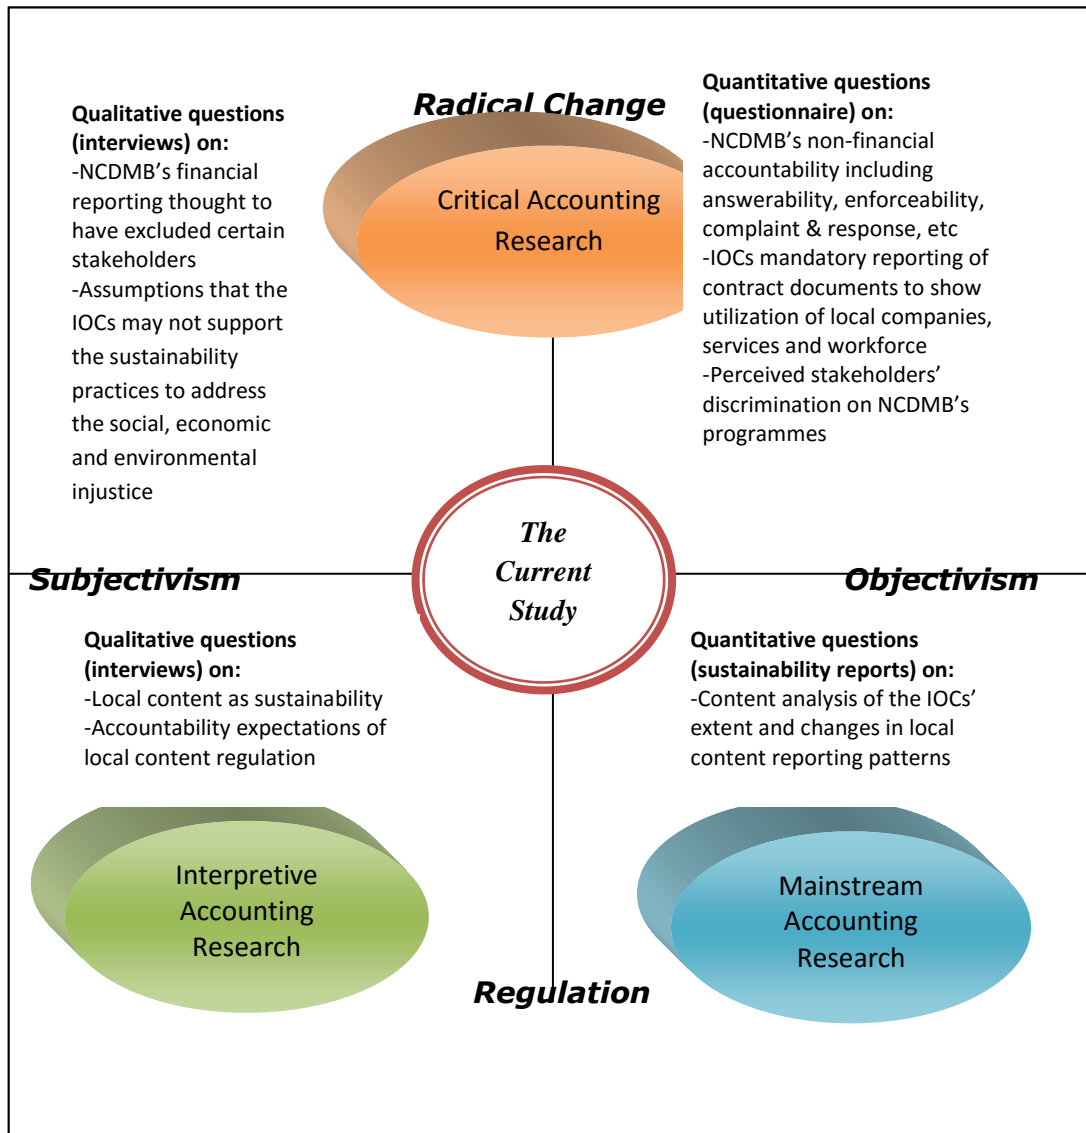 Radical Change
Qualitative questions
(interviews) on:
-NCDMB’s financial
reporting thought to
have excluded certain
stakeholders
-Assumptions that the
IOCs may not support
the sustainability
practices to address
the social, economic
and environmental
injustice
Critical Accounting
Research
Quantitative questions
(questionnaire) on:
-NCDMB’s non-financial
accountability including
answerability, enforceability,
complaint & response, etc
-IOCs mandatory reporting of
contract documents to show
utilization of local companies,
services and workforce
-Perceived stakeholders’
discrimination on NCDMB’s
programmes
The
Current
Study
Subjectivism
Objectivism
Qualitative questions
(interviews) on:
-Local content as sustainability
-Accountability expectations of
local content regulation
Quantitative questions
(sustainability reports) on:
-Content analysis of the IOCs’
extent and changes in local
content reporting patterns
Interpretive
Accounting
Research
Mainstream
Accounting
Research
Regulation